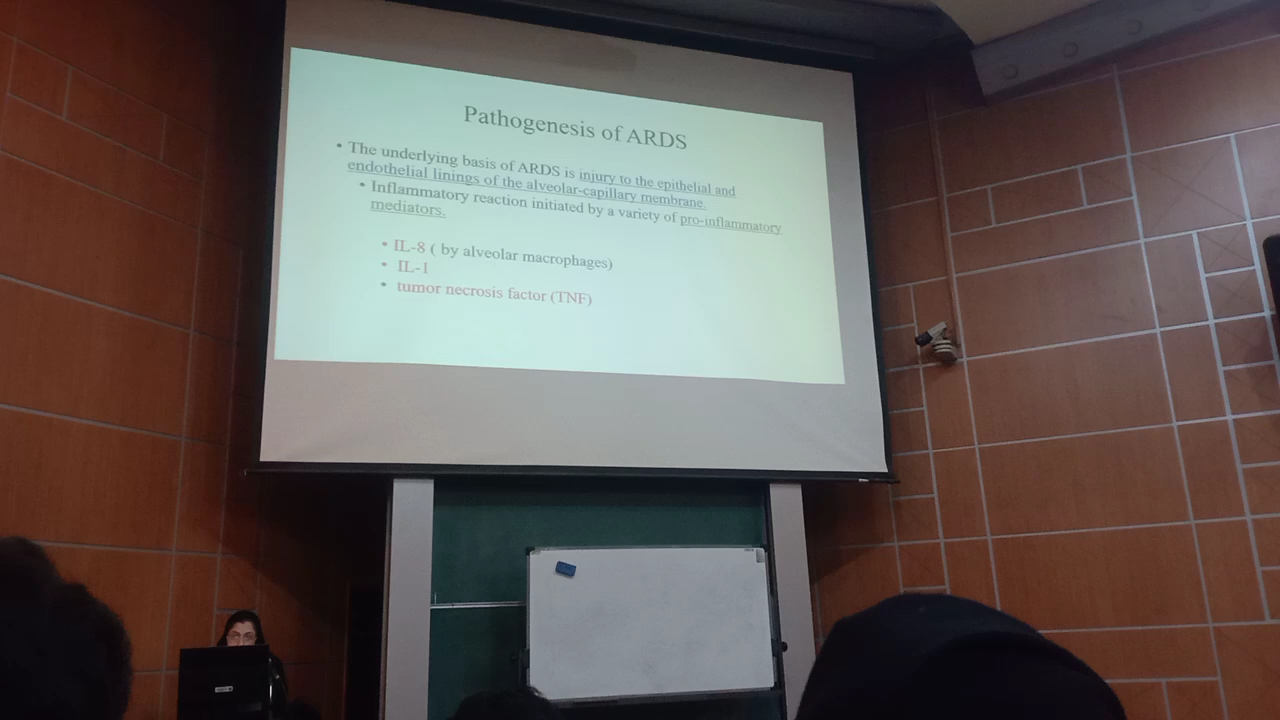 Pathogenesis of ARDS
• The underlying basis of ARDS is injury to the epithelial and
endothelial linings of the alveolar-capillary membrane.
• Inflammatory reaction initiated by a variety of pro-inflammatory
mediators.
• IL-8 ( by alveolar macrophages)
• IL-1
• tumor necrosis factor (TNF)